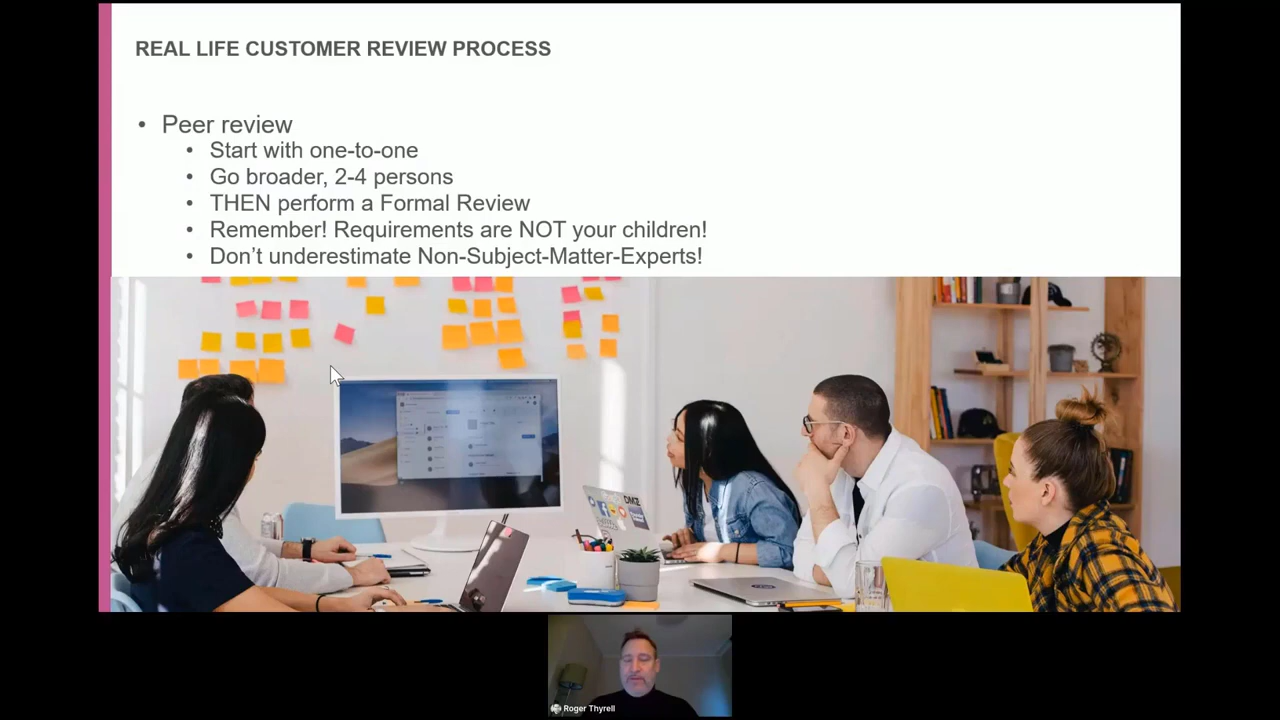 REAL LIFE CUSTOMER REVIEW PROCESS
• Peer review
• Start with one-to-one
• Go broader, 2-4 persons
• THEN perform a Formal Review
• Remember! Requirements are NOT your children!
• Don’t underestimate Non-Subject-Matter-Experts!
DMZ
Roger Thyrell